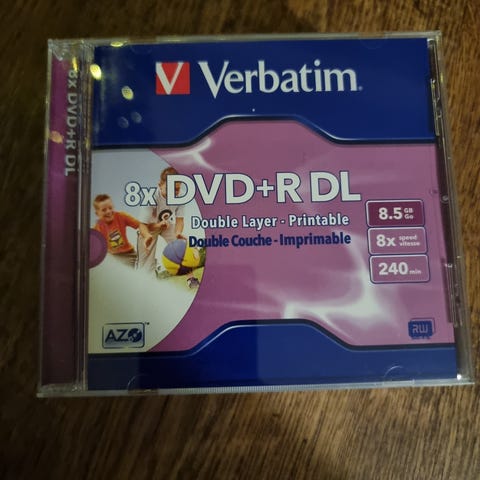 8x DVD+R DL
V Verbatim.
8x DVD+R DL
Double Layer - Printable
Double Couche - Imprimable
8.5 GB Go
8x speed vitesse
240 min
AZO
RW